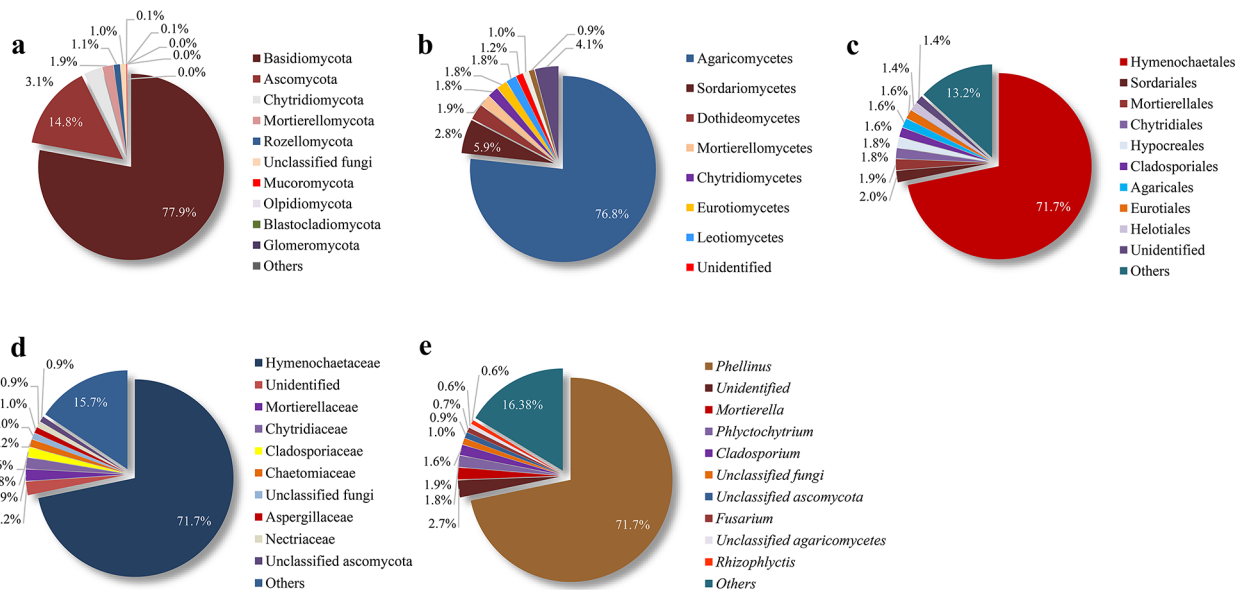 a
0.1%
0.1%
1.0%
0.0%
1.1%
0.0%
1.9%
0.0%
3.1%
14.8%
77.9%
Basidiomycota
Ascomycota
Chytridiomycota
Mortierellomycota
Rozellomycota
Unclassified fungi
Mucoromycota
Olpidiomycota
Blastocladiomycota
Glomeromycota
Others
b
1.0%
0.9%
1.2%
4.1%
1.8%
1.8%
1.8%
1.9%
2.8%
5.9%
76.8%
Agaricomycetes
Sordariomycetes
Dothideomycetes
Mortierellomycetes
Chytridiomycetes
Eurotiomycetes
Leotiomycetes
Unidentified
c
1.4%
1.4%
1.6%
1.6%
1.6%
1.8%
1.8%
1.9%
2.0%
13.2%
71.7%
Hymenochaetales
Sordariales
Mortierellales
Chytridiales
Hypocreales
Cladosporiales
Agaricales
Eurotiales
Helotiales
Unidentified
Others
d
0.9%
0.9%
1.0%
.0%
.2%
.8%
.9%
.2%
15.7%
71.7%
Hymenochaetaceae
Unidentified
Mortierellaceae
Chytridiaceae
Cladosporiaceae
Chaetomiaceae
Unclassified fungi
Aspergillaceae
Nectriaceae
Unclassified ascomycota
Others
e
0.6%
0.6%
0.7%
0.9%
1.0%
1.6%
1.9%
1.8%
2.7%
16.38%
71.7%
Phellinus
Unidentified
Mortierella
Phlyctochytrium
Cladosporium
Unclassified fungi
Unclassified ascomycota
Fusarium
Unclassified agaricomycetes
Rhizophlyctis
Others